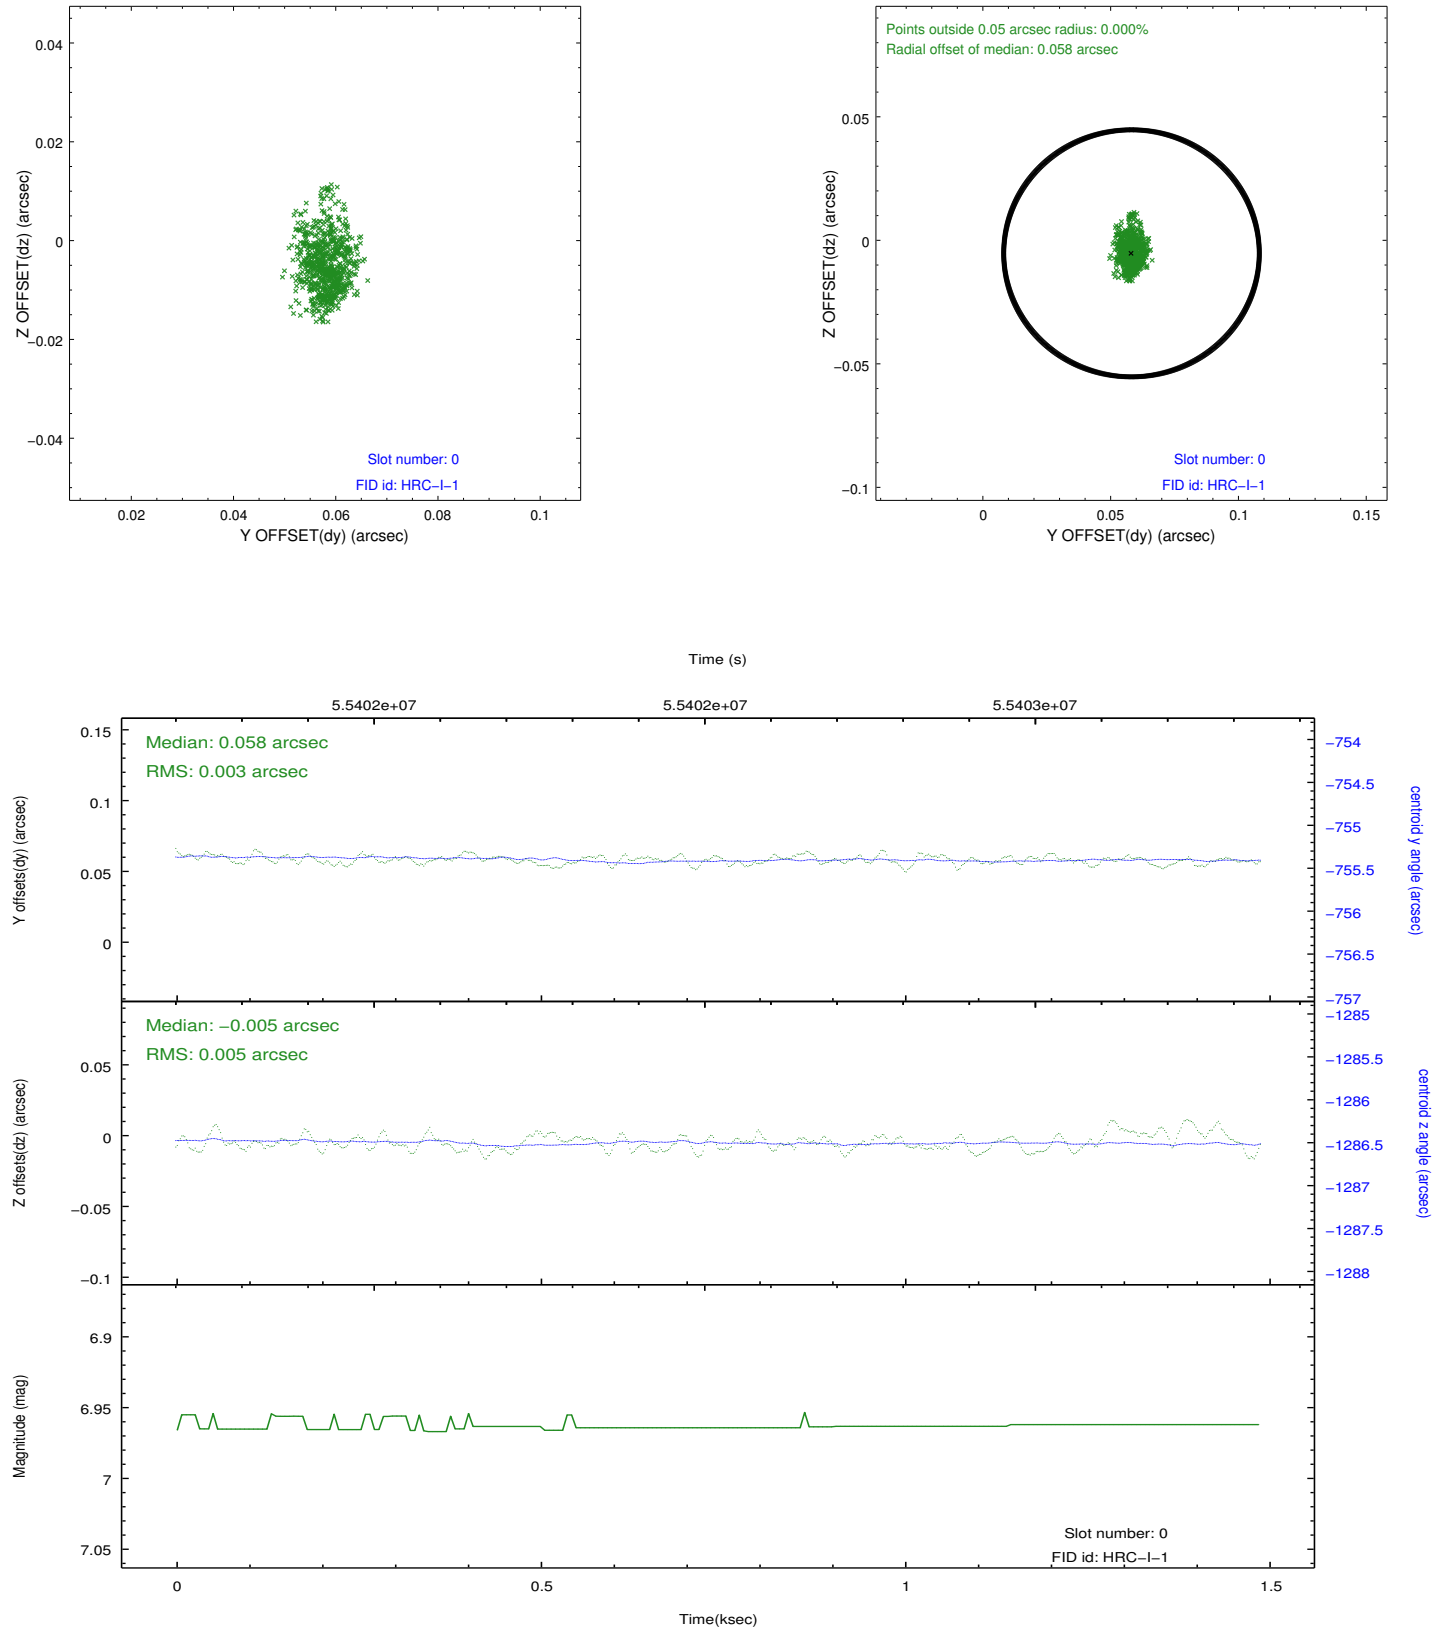 0.04
0.02
0
−0.02
−0.04
Z OFFSET(dz) (arcsec)
Slot number: 0
FID id: HRC−I−1
0.02 0.04 0.06 0.08 0.1
Y OFFSET(dy) (arcsec)
Points outside 0.05 arcsec radius: 0.000%
Radial offset of median: 0.058 arcsec
0.05
0
−0.05
−0.1
Z OFFSET(dz) (arcsec)
Slot number: 0
FID id: HRC−I−1
0 0.05 0.1 0.15
Y OFFSET(dy) (arcsec)
Time (s)
5.5402e+07 5.5402e+07 5.5403e+07
Median: 0.058 arcsec
RMS: 0.003 arcsec
0.15
0.1
0.05
0
Y offsets(dy) (arcsec)
−754
−754.5
−755
−755.5
−756
−756.5
−757
centroid y angle (arcsec)
Median: −0.005 arcsec
RMS: 0.005 arcsec
0.05
0
−0.05
−0.1
Z offsets(dz) (arcsec)
−1285
−1285.5
−1286
−1286.5
−1287
−1287.5
−1288
centroid z angle (arcsec)
6.9
6.95
7
7.05
Magnitude (mag)
Slot number: 0
FID id: HRC−I−1
0 0.5 1 1.5
Time(ksec)